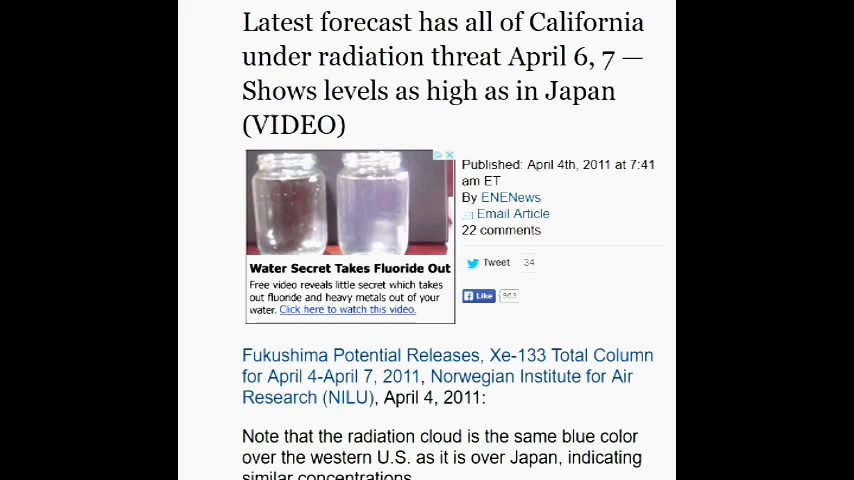 Latest forecast has all of California
under radiation threat April 6, 7 —
Shows levels as high as in Japan
(VIDEO)
Published: April 4th, 2011 at 7:41
am ET
By ENENews
Email Article
22 comments
Tweet 34
Like 963
Water Secret Takes Fluoride Out
Free video reveals little secret which takes
out fluoride and heavy metals out of your
water. Click here to watch this video.
Fukushima Potential Releases, Xe-133 Total Column
for April 4-April 7, 2011, Norwegian Institute for Air
Research (NILU), April 4, 2011:
Note that the radiation cloud is the same blue color
over the western U.S. as it is over Japan, indicating
similar concentrations